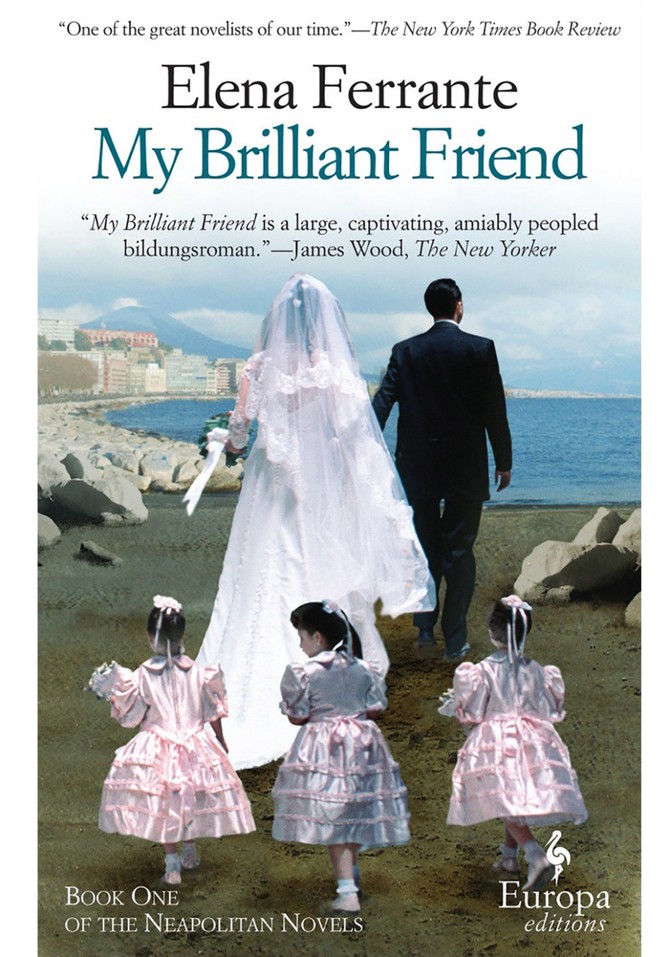 “One of the great novelists of our time.”—The New York Times Book Review
Elena Ferrante
My Brilliant Friend
“My Brilliant Friend is a large, captivating, amiably peopled
bildungsroman.”—James Wood, The New Yorker
Book One
of the Neapolitan Novels
Europa
editions